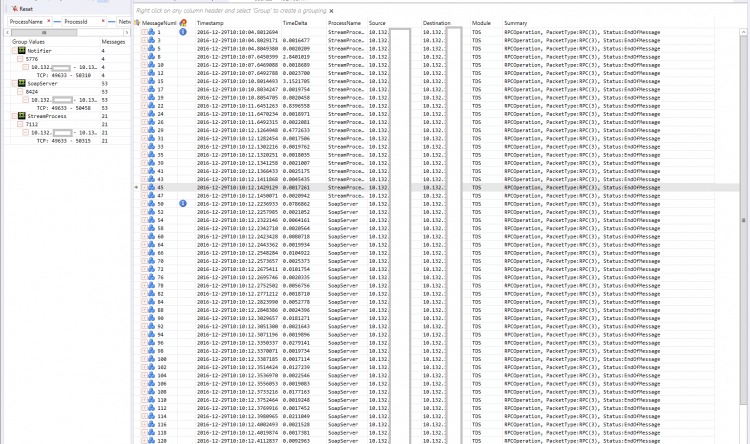 Reset
Right click on any column header and select 'Group' to create a grouping.
ProcessName — ProcessId — Netw
Group Values Messages
Notifier 4
5776 4
10.132. - 10.13... 4
TCP: 49633 - 50310 4
SoapServer 53
8424 53
10.132. - 10.13... 53
TCP: 49633 - 50458 53
StreamProcess 21
7112 21
10.132. - 10.13... 21
TCP: 49633 - 50315 21
MessageNuml Timestamp TimeDelta ProcessName Source Destination Module Summary
1 2016-12-29T10:10:04.8012694 StreamProce... 10.132. 10.132. TDS RPCOperation, PacketType:RPC(3), Status:EndOfMessage
3 2016-12-29T10:10:04.8029171 0.0016477 StreamProce... 10.132. 10.132. TDS RPCOperation, PacketType:RPC(3), Status:EndOfMessage
5 2016-12-29T10:10:04.8049380 0.0020209 StreamProce... 10.132. 10.132. TDS RPCOperation, PacketType:RPC(3), Status:EndOfMessage
8 2016-12-29T10:10:07.6450399 2.8401019 StreamProce... 10.132. 10.132. TDS RPCOperation, PacketType:RPC(3), Status:EndOfMessage
10 2016-12-29T10:10:07.6469088 0.0018689 StreamProce... 10.132. 10.132. TDS RPCOperation, PacketType:RPC(3), Status:EndOfMessage
12 2016-12-29T10:10:07.6492788 0.0023700 StreamProce... 10.132. 10.132. TDS RPCOperation, PacketType:RPC(3), Status:EndOfMessage
15 2016-12-29T10:10:10.8014493 3.1521705 StreamProce... 10.132. 10.132. TDS RPCOperation, PacketType:RPC(3), Status:EndOfMessage
17 2016-12-29T10:10:10.8034247 0.0019754 StreamProce... 10.132. 10.132. TDS RPCOperation, PacketType:RPC(3), Status:EndOfMessage
19 2016-12-29T10:10:10.8054705 0.0020458 StreamProce... 10.132. 10.132. TDS RPCOperation, PacketType:RPC(3), Status:EndOfMessage
22 2016-12-29T10:10:11.6451263 0.8396558 StreamProce... 10.132. 10.132. TDS RPCOperation, PacketType:RPC(3), Status:EndOfMessage
24 2016-12-29T10:10:11.6470234 0.0018971 StreamProce... 10.132. 10.132. TDS RPCOperation, PacketType:RPC(3), Status:EndOfMessage
26 2016-12-29T10:10:11.6492315 0.0022081 StreamProce... 10.132. 10.132. TDS RPCOperation, PacketType:RPC(3), Status:EndOfMessage
29 2016-12-29T10:10:12.1264948 0.4772633 StreamProce... 10.132. 10.132. TDS RPCOperation, PacketType:RPC(3), Status:EndOfMessage
31 2016-12-29T10:10:12.1282454 0.0017506 StreamProce... 10.132. 10.132. TDS RPCOperation, PacketType:RPC(3), Status:EndOfMessage
33 2016-12-29T10:10:12.1302216 0.0019762 StreamProce... 10.132. 10.132. TDS RPCOperation, PacketType:RPC(3), Status:EndOfMessage
35 2016-12-29T10:10:12.1320251 0.0018035 StreamProce... 10.132. 10.132. TDS RPCOperation, PacketType:RPC(3), Status:EndOfMessage
39 2016-12-29T10:10:12.1341258 0.0021007 StreamProce... 10.132. 10.132. TDS RPCOperation, PacketType:RPC(3), Status:EndOfMessage
41 2016-12-29T10:10:12.1366433 0.0025175 StreamProce... 10.132. 10.132. TDS RPCOperation, PacketType:RPC(3), Status:EndOfMessage
43 2016-12-29T10:10:12.1411868 0.0045435 StreamProce... 10.132. 10.132. TDS RPCOperation, PacketType:RPC(3), Status:EndOfMessage
45 2016-12-29T10:10:12.1429129 0.0017261 StreamProce... 10.132. 10.132. TDS RPCOperation, PacketType:RPC(3), Status:EndOfMessage
47 2016-12-29T10:10:12.1450071 0.0020942 StreamProce... 10.132. 10.132. TDS RPCOperation, PacketType:RPC(3), Status:EndOfMessage
50 2016-12-29T10:10:12.2236933 0.0786862 SoapServer 10.132. 10.132. TDS RPCOperation, PacketType:RPC(3), Status:EndOfMessage
52 2016-12-29T10:10:12.2257985 0.0021052 SoapServer 10.132. 10.132. TDS RPCOperation, PacketType:RPC(3), Status:EndOfMessage
54 2016-12-29T10:10:12.2322146 0.0064161 SoapServer 10.132. 10.132. TDS RPCOperation, PacketType:RPC(3), Status:EndOfMessage
58 2016-12-29T10:10:12.2342710 0.0020564 SoapServer 10.132. 10.132. TDS RPCOperation, PacketType:RPC(3), Status:EndOfMessage
60 2016-12-29T10:10:12.2423428 0.0080718 SoapServer 10.132. 10.132. TDS RPCOperation, PacketType:RPC(3), Status:EndOfMessage
64 2016-12-29T10:10:12.2443362 0.0019934 SoapServer 10.132. 10.132. TDS RPCOperation, PacketType:RPC(3), Status:EndOfMessage
66 2016-12-29T10:10:12.2548284 0.0104922 SoapServer 10.132. 10.132. TDS RPCOperation, PacketType:RPC(3), Status:EndOfMessage
70 2016-12-29T10:10:12.2573657 0.0025373 SoapServer 10.132. 10.132. TDS RPCOperation, PacketType:RPC(3), Status:EndOfMessage
72 2016-12-29T10:10:12.2675411 0.0101754 SoapServer 10.132. 10.132. TDS RPCOperation, PacketType:RPC(3), Status:EndOfMessage
76 2016-12-29T10:10:12.2695746 0.0020335 SoapServer 10.132. 10.132. TDS RPCOperation, PacketType:RPC(3), Status:EndOfMessage
78 2016-12-29T10:10:12.2752502 0.0056756 SoapServer 10.132. 10.132. TDS RPCOperation, PacketType:RPC(3), Status:EndOfMessage
82 2016-12-29T10:10:12.2771212 0.0018710 SoapServer 10.132. 10.132. TDS RPCOperation, PacketType:RPC(3), Status:EndOfMessage
84 2016-12-29T10:10:12.2823990 0.0052778 SoapServer 10.132. 10.132. TDS RPCOperation, PacketType:RPC(3), Status:EndOfMessage
88 2016-12-29T10:10:12.2848386 0.0024396 SoapServer 10.132. 10.132. TDS RPCOperation, PacketType:RPC(3), Status:EndOfMessage
90 2016-12-29T10:10:12.3029657 0.0181271 SoapServer 10.132. 10.132. TDS RPCOperation, PacketType:RPC(3), Status:EndOfMessage
92 2016-12-29T10:10:12.3051300 0.0021643 SoapServer 10.132. 10.132. TDS RPCOperation, PacketType:RPC(3), Status:EndOfMessage
94 2016-12-29T10:10:12.3071196 0.0019896 SoapServer 10.132. 10.132. TDS RPCOperation, PacketType:RPC(3), Status:EndOfMessage
96 2016-12-29T10:10:12.3350337 0.0279141 SoapServer 10.132. 10.132. TDS RPCOperation, PacketType:RPC(3), Status:EndOfMessage
98 2016-12-29T10:10:12.3370071 0.0019734 SoapServer 10.132. 10.132. TDS RPCOperation, PacketType:RPC(3), Status:EndOfMessage
100 2016-12-29T10:10:12.3387185 0.0017114 SoapServer 10.132. 10.132. TDS RPCOperation, PacketType:RPC(3), Status:EndOfMessage
102 2016-12-29T10:10:12.3514424 0.0127239 SoapServer 10.132. 10.132. TDS RPCOperation, PacketType:RPC(3), Status:EndOfMessage
104 2016-12-29T10:10:12.3536970 0.0022546 SoapServer 10.132. 10.132. TDS RPCOperation, PacketType:RPC(3), Status:EndOfMessage
106 2016-12-29T10:10:12.3556053 0.0019083 SoapServer 10.132. 10.132. TDS RPCOperation, PacketType:RPC(3), Status:EndOfMessage
108 2016-12-29T10:10:12.3733216 0.0177163 SoapServer 10.132. 10.132. TDS RPCOperation, PacketType:RPC(3), Status:EndOfMessage
110 2016-12-29T10:10:12.3752464 0.0019248 SoapServer 10.132. 10.132. TDS RPCOperation, PacketType:RPC(3), Status:EndOfMessage
112 2016-12-29T10:10:12.3769916 0.0017452 SoapServer 10.132. 10.132. TDS RPCOperation, PacketType:RPC(3), Status:EndOfMessage
114 2016-12-29T10:10:12.3980965 0.0211049 SoapServer 10.132. 10.132. TDS RPCOperation, PacketType:RPC(3), Status:EndOfMessage
116 2016-12-29T10:10:12.4002493 0.0021528 SoapServer 10.132. 10.132. TDS RPCOperation, PacketType:RPC(3), Status:EndOfMessage
118 2016-12-29T10:10:12.4019874 0.0017381 SoapServer 10.132. 10.132. TDS RPCOperation, PacketType:RPC(3), Status:EndOfMessage
120 2016-12-29T10:10:12.4112837 0.0092963 SoapServer 10.132. 10.132. TDS RPCOperation, PacketType:RPC(3), Status:EndOfMessage